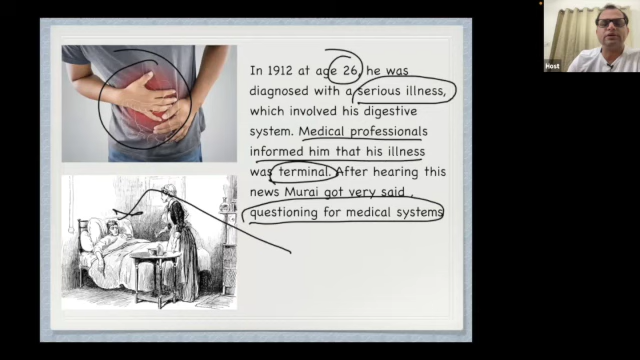 In 1912 at age 26, he was
diagnosed with a serious illness,
which involved his digestive
system. Medical professionals
informed him that his illness
was terminal. After hearing this
news Murai got very said ,
questioning for medical systems
Host